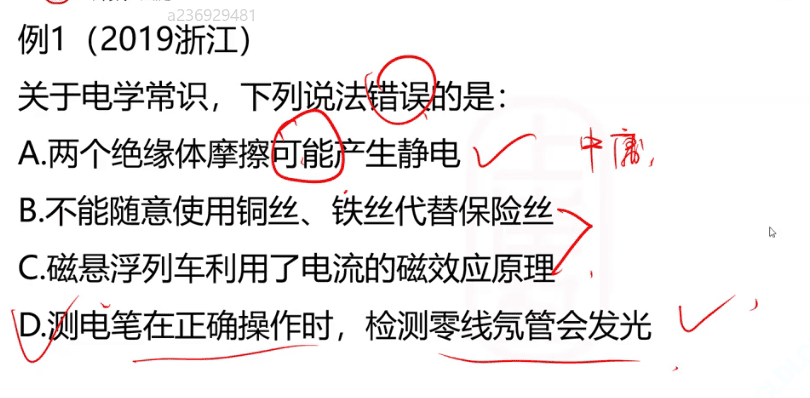 a236929481
例1（2019浙江）
关于电学常识，下列说法错误的是：
A.两个绝缘体摩擦可能产生静电 中庸
B.不能随意使用铜丝、铁丝代替保险丝
C.磁悬浮列车利用了电流的磁效应原理
D.测电笔在正确操作时，检测零线氖管会发光